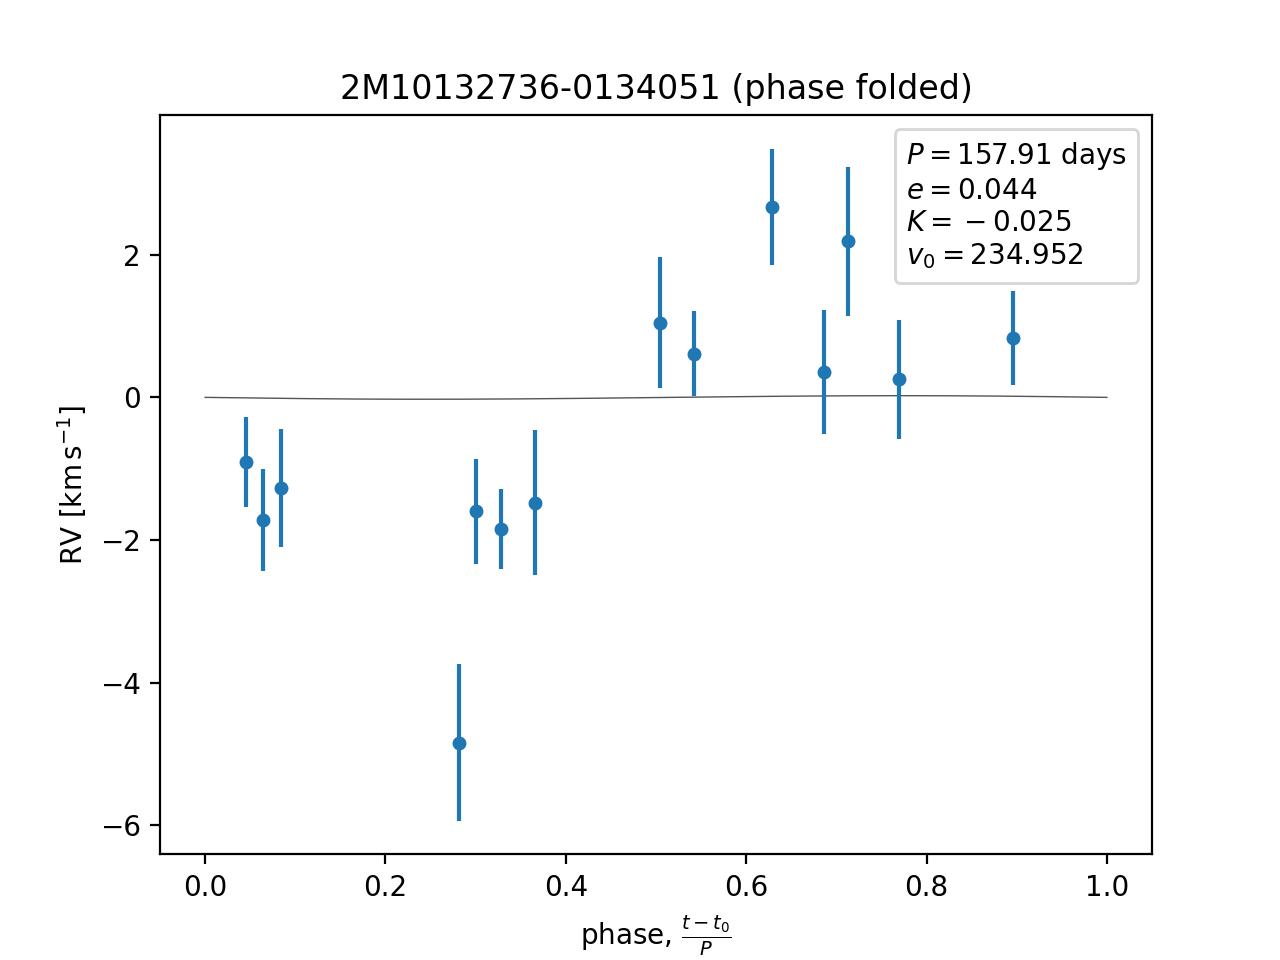 2M10132736-0134051 (phase folded)
P = 157.91 days
e = 0.044
K = −0.025
v₀ = 234.952
RV [km s⁻¹]
2
0
−2
−4
−6
0.0 0.2 0.4 0.6 0.8 1.0
phase, (t − t₀)/P